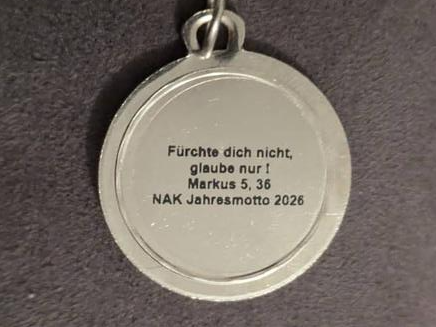 Fürchte dich nicht,
glaube nur !
Markus 5, 36
NAK Jahresmotto 2026